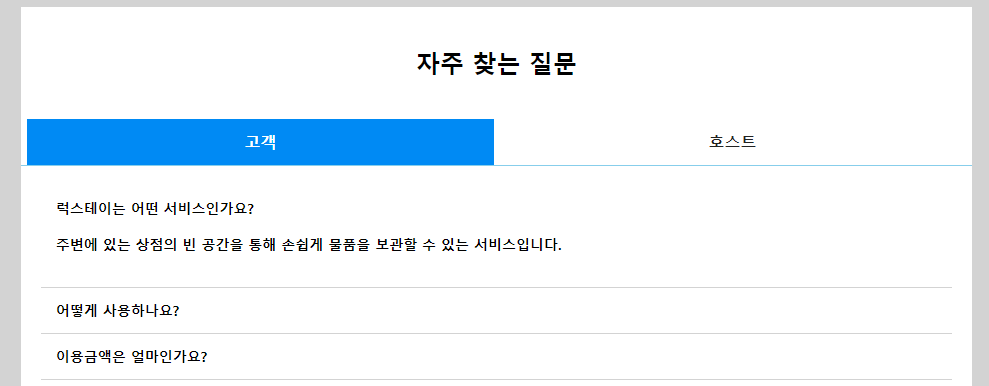 자주 찾는 질문
고객
호스트
럭스테이는 어떤 서비스인가요?
주변에 있는 상점의 빈 공간을 통해 손쉽게 물품을 보관할 수 있는 서비스입니다.
어떻게 사용하나요?
이용금액은 얼마인가요?